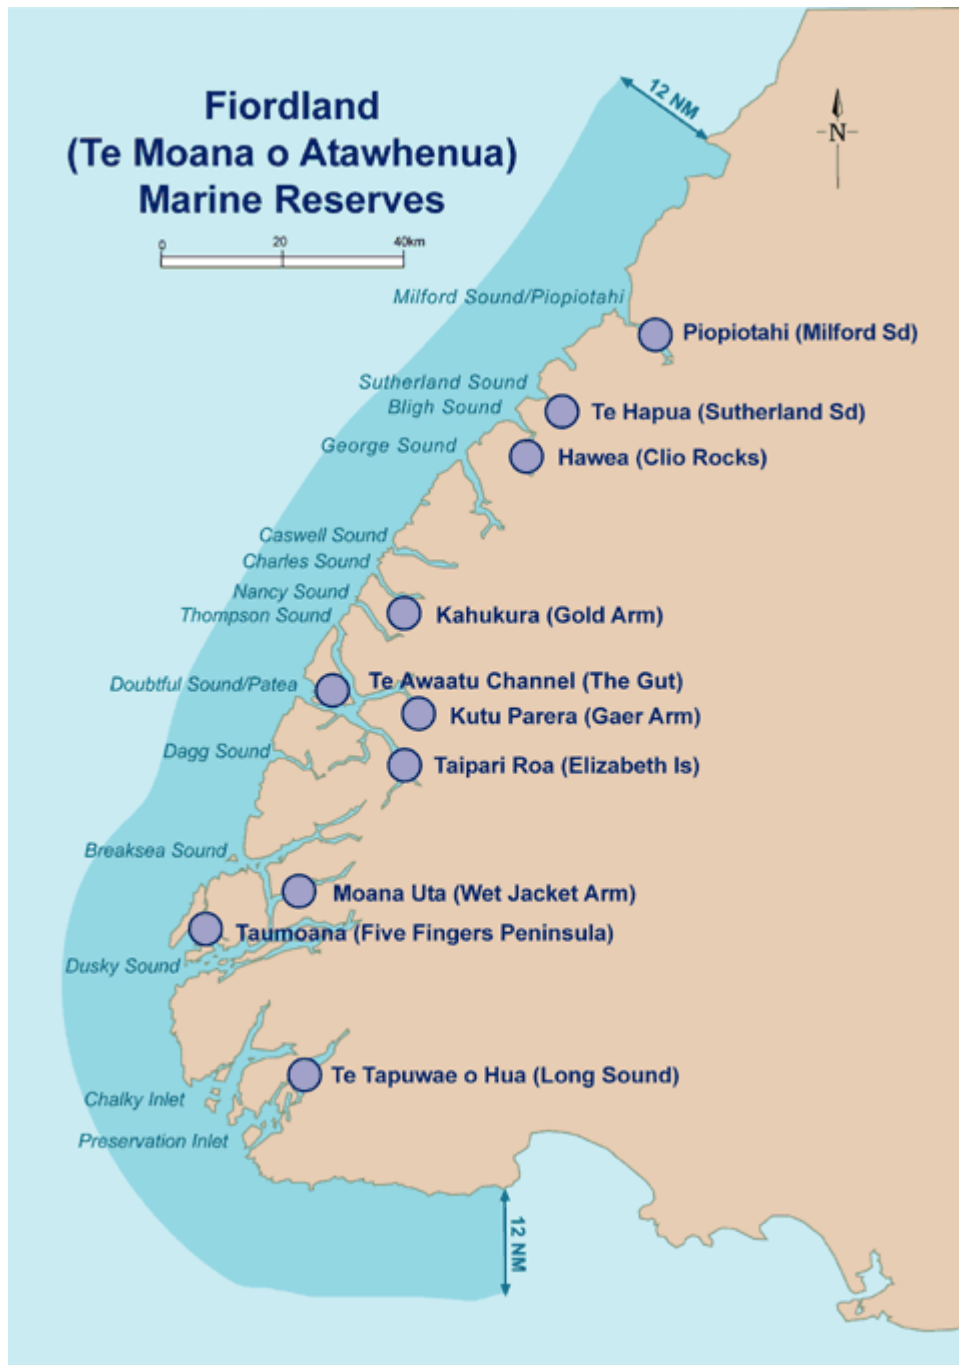 Fiordland
(Te Moana o Atawhenua)
Marine Reserves
0 20 40km
12 NM
N
Milford Sound/Piopiotahi
Piopiotahi (Milford Sd)
Sutherland Sound
Bligh Sound
Te Hapua (Sutherland Sd)
George Sound
Hawea (Clio Rocks)
Caswell Sound
Charles Sound
Nancy Sound
Thompson Sound
Kahukura (Gold Arm)
Doubtful Sound/Patea
Te Awaatu Channel (The Gut)
Kutu Parera (Gaer Arm)
Dagg Sound
Taipari Roa (Elizabeth Is)
Breaksea Sound
Moana Uta (Wet Jacket Arm)
Taumoana (Five Fingers Peninsula)
Dusky Sound
Te Tapuwae o Hua (Long Sound)
Chalky Inlet
Preservation Inlet
12 NM